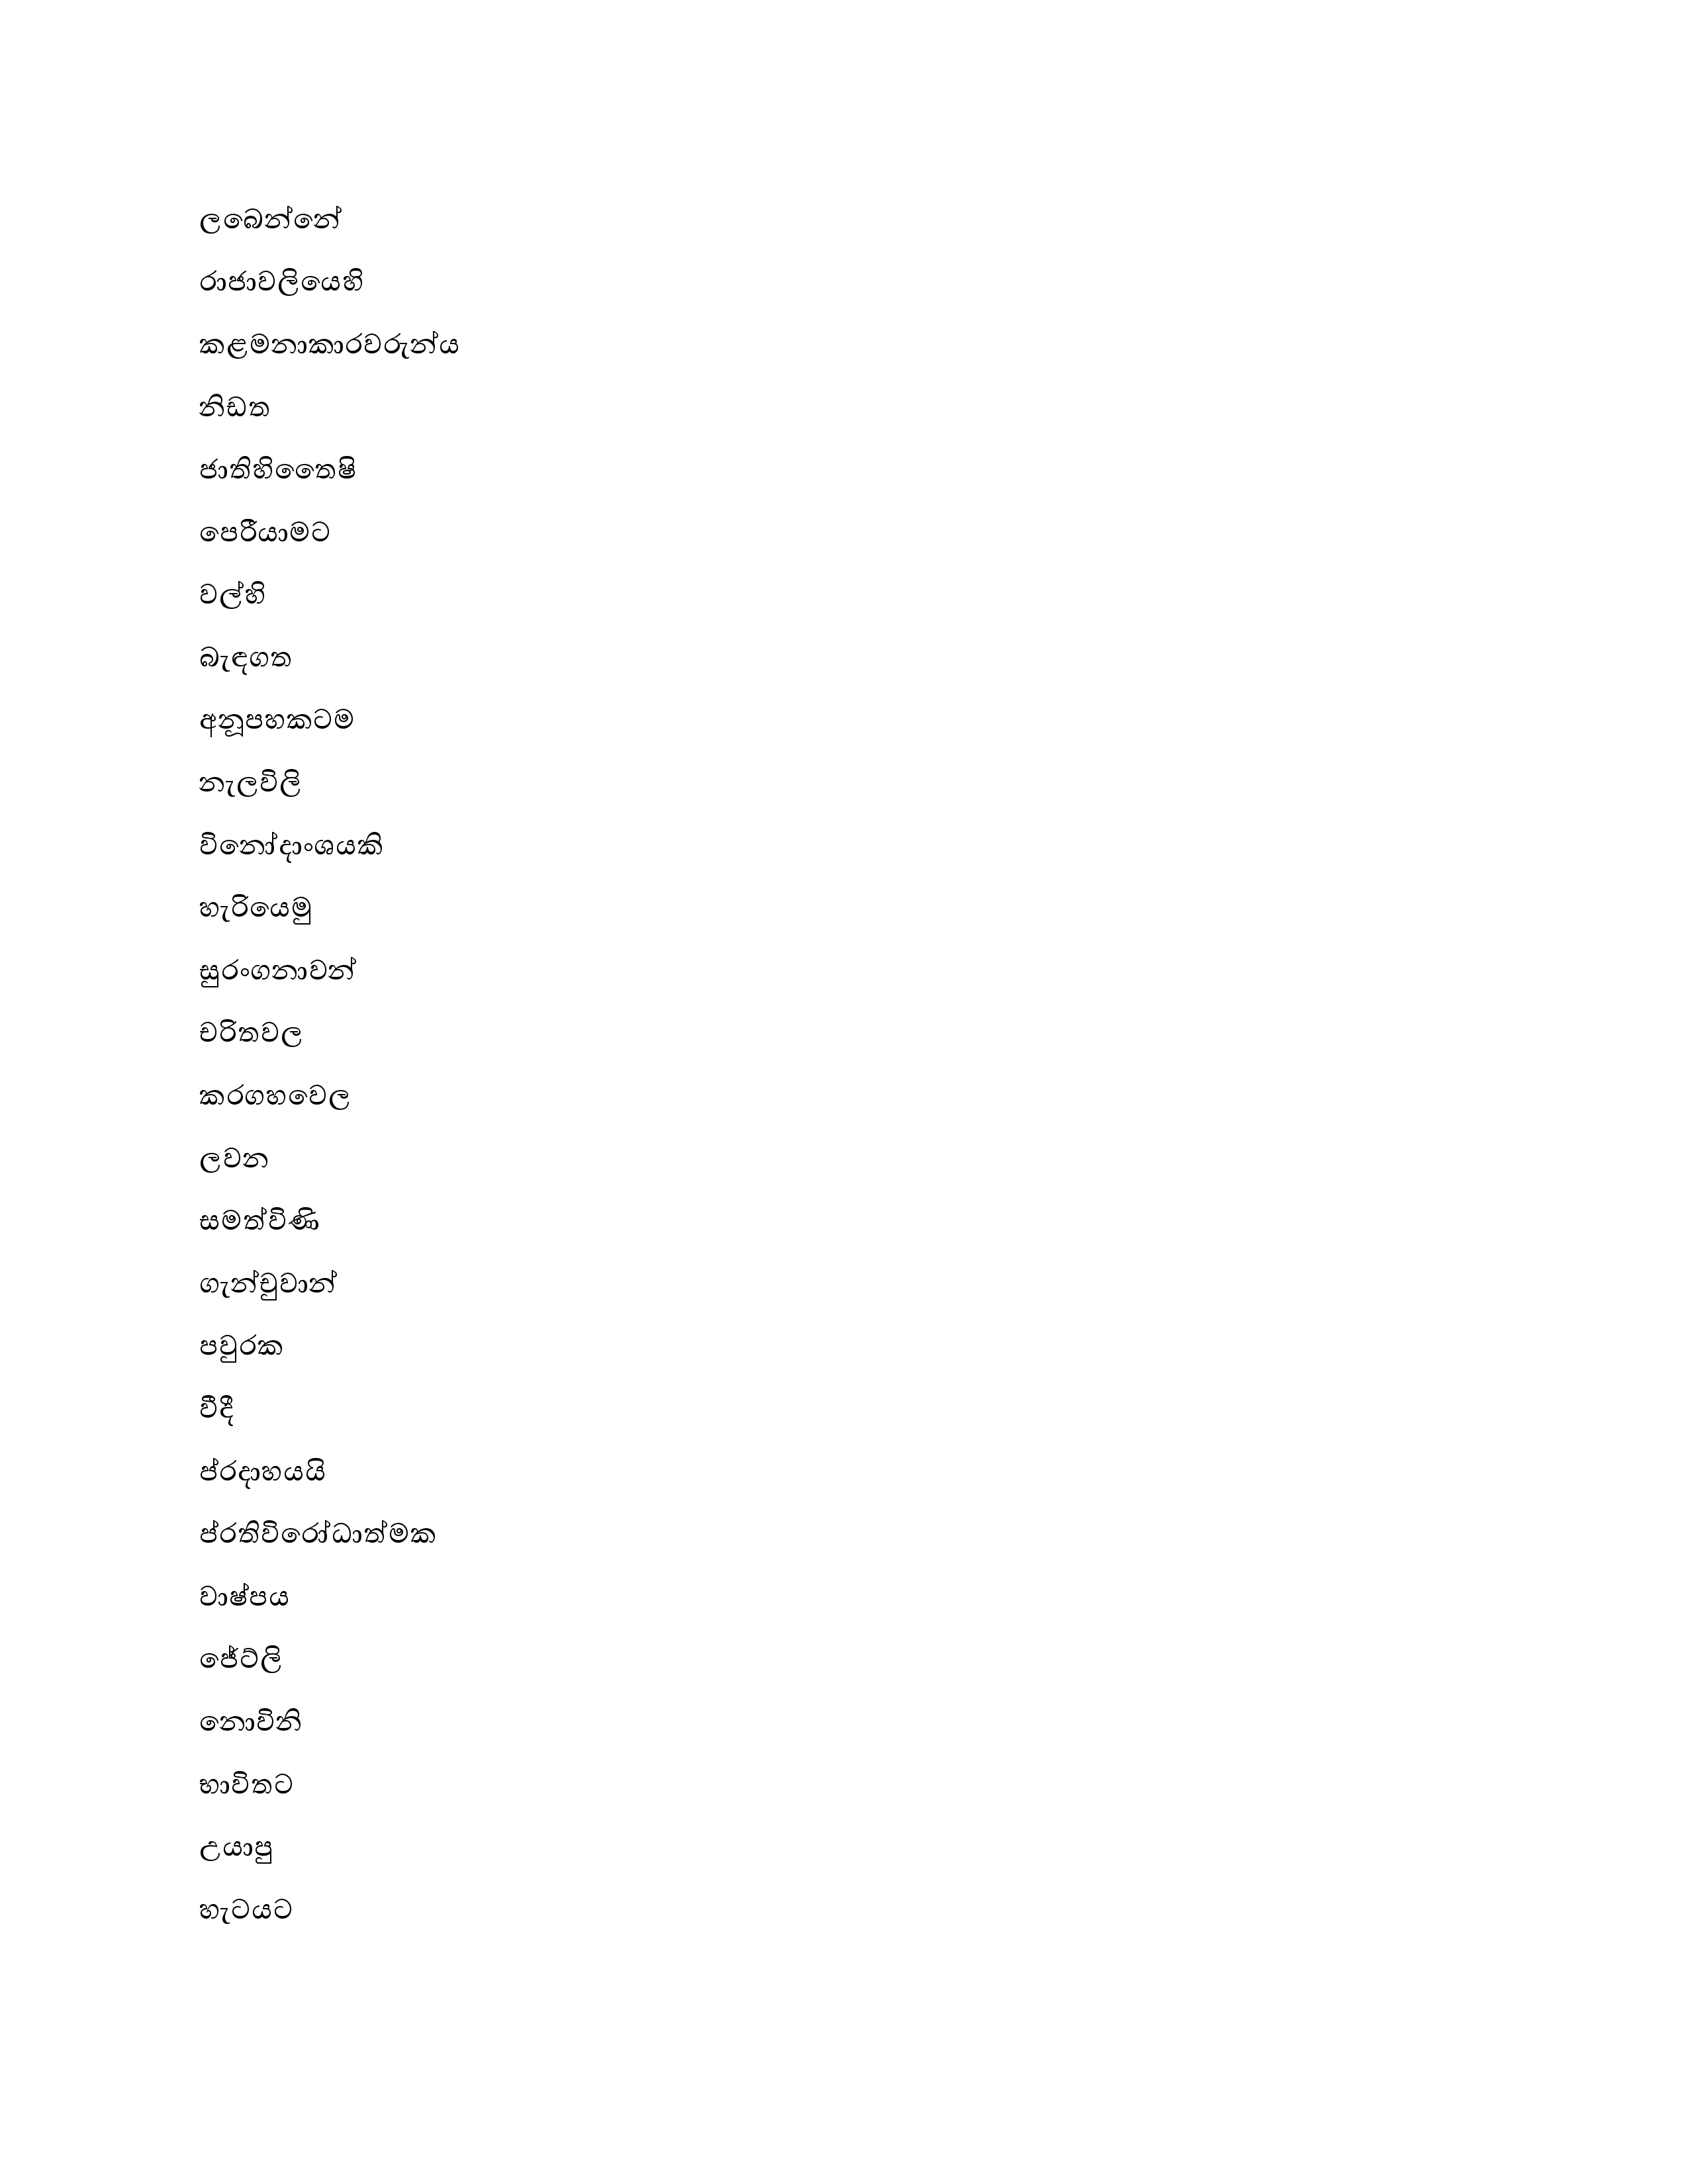 ලබෙන්නේ
රාජාවලියෙහි
කළමනාකාරවරුන්ය
නිඩත
ජාතිහිතෛෂි
පෙරීයාමට
වල්හි
බැඳගත
අනූපහකටම
නැලවිලි
විනෝදාංශයකි
හැරියෙමු
සුරංගනාවන්
චරිතවල
කරගහවෙල
ලවන
සමත්විණි
ගැන්චුවාන්
පවුරක
වීදී
ප්රදාහයයි
ප්රතිවිරෝධාත්මක
වාෂ්පය
ජේට්ලි
නොවිනි
භාවිතට
උයාපු
හැටයට